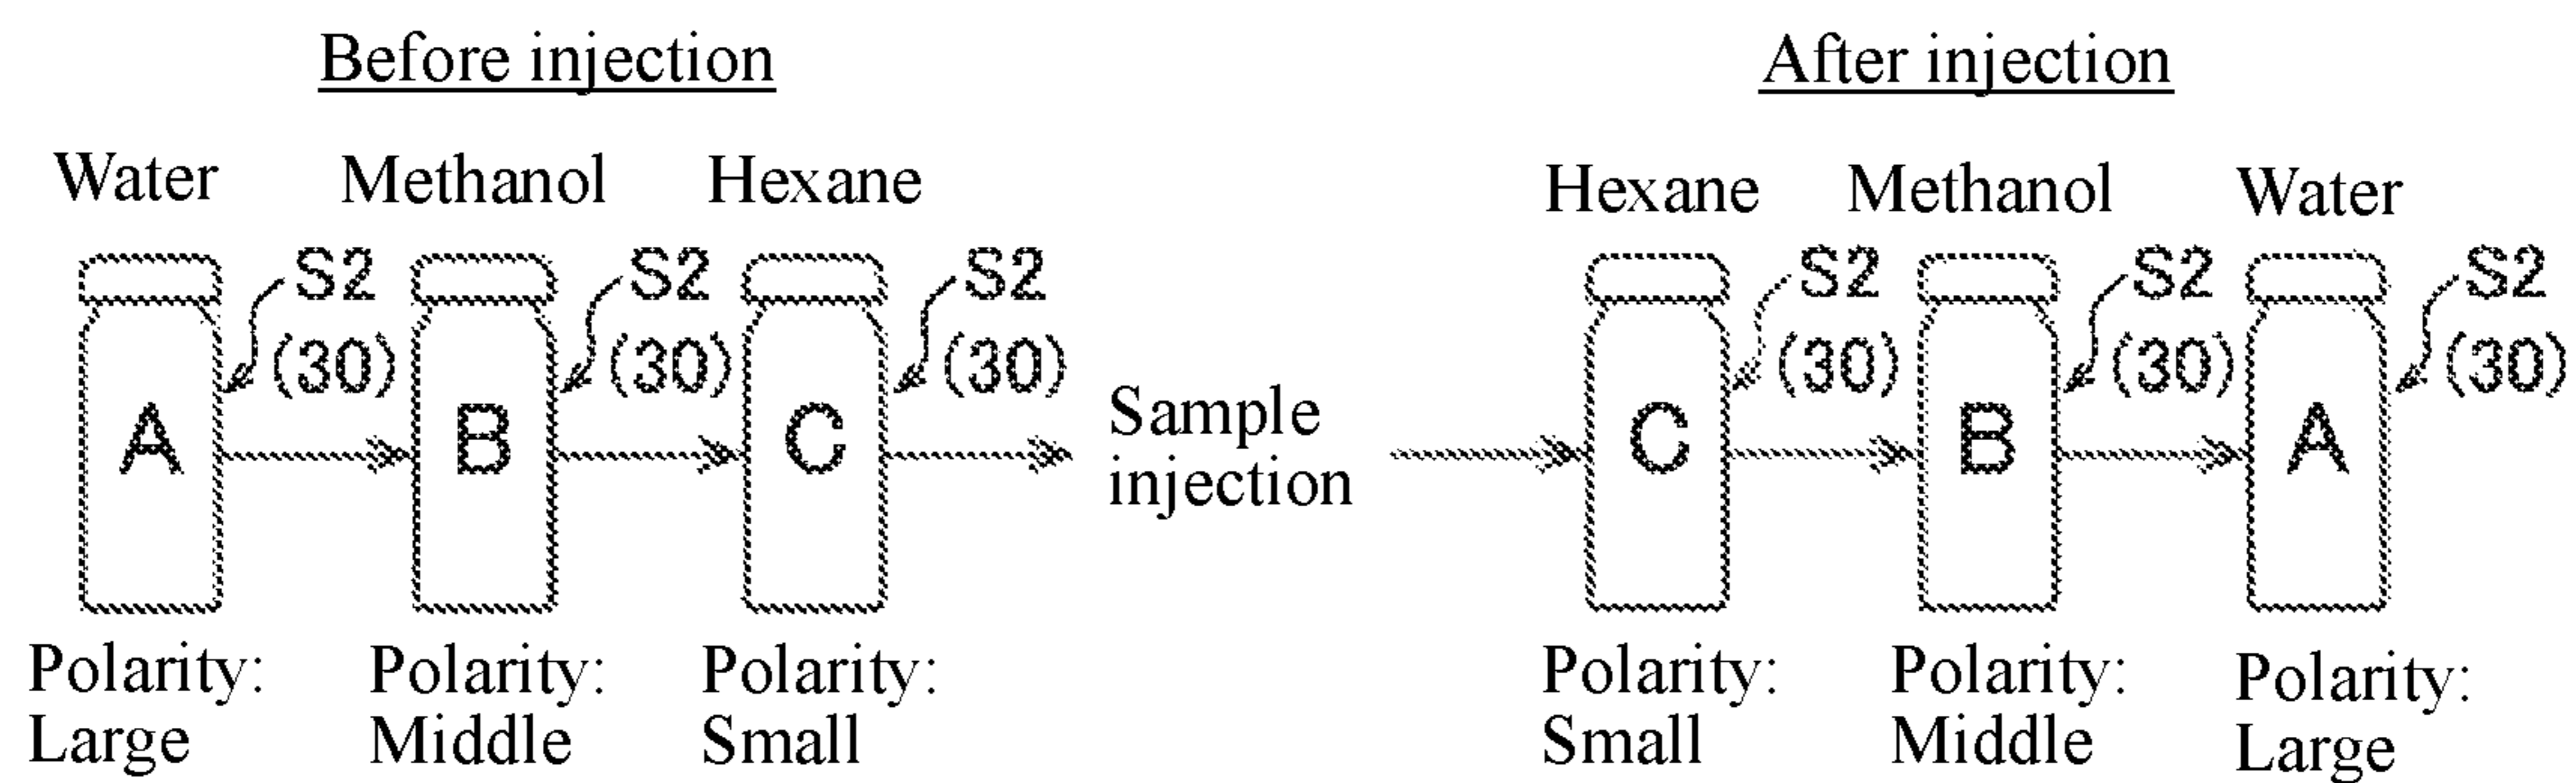 Before injection
After injection
Water Methanol Hexane
Hexane Methanol Water
S2 S2 S2 S2 S2 S2
(30) (30) (30) (30) (30) (30)
A B C
Sample
injection
C B A
Polarity:
Large
Polarity:
Middle
Polarity:
Small
Polarity:
Small
Polarity:
Middle
Polarity:
Large